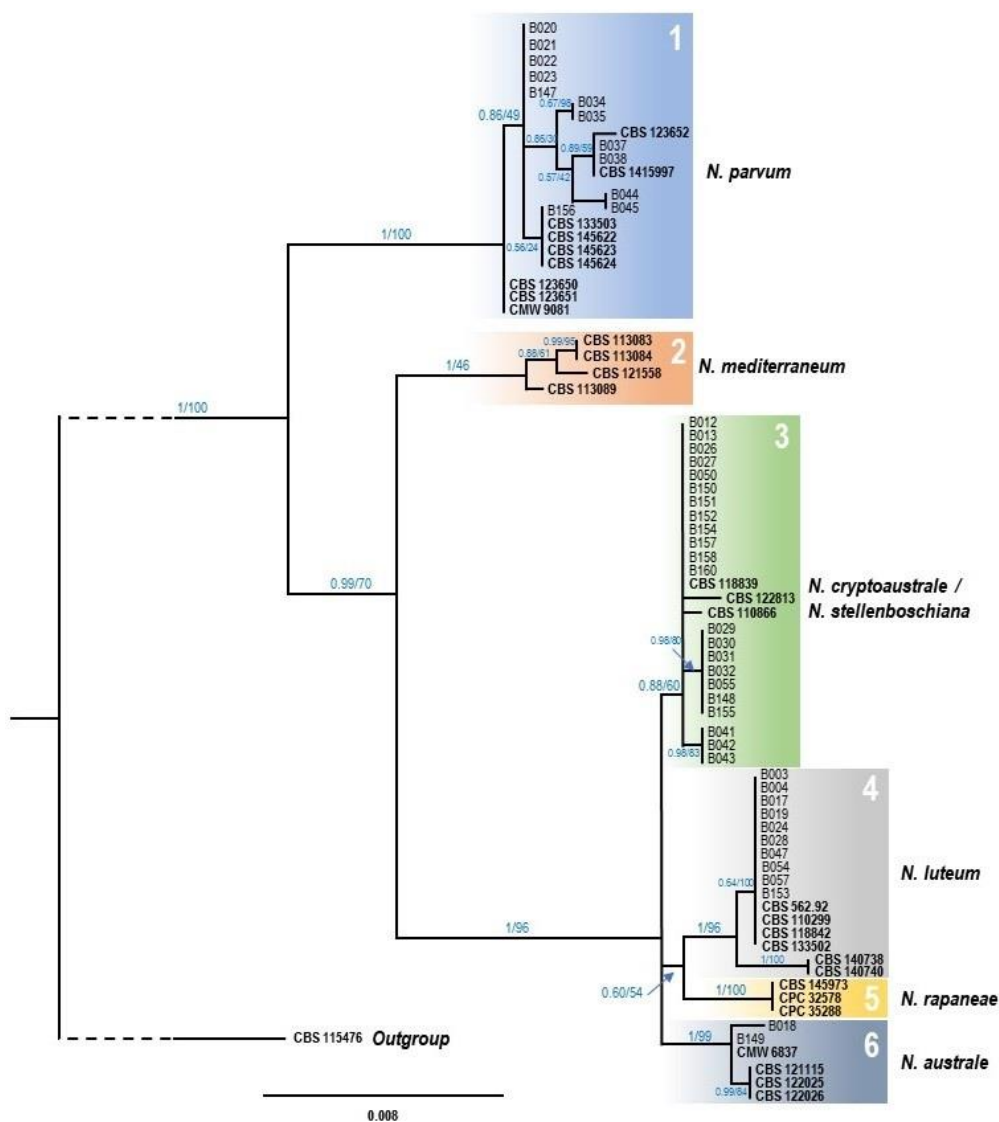 1
B020
B021
B022
B023
B147
0.67/98
B034
B035
0.86/49
CBS 123652
0.86/30
0.89/59
B037
B038
CBS 1415997
N. parvum
0.57/42
B044
B045
B156
CBS 133503
CBS 145622
CBS 145623
CBS 145624
0.56/24
1/100
CBS 123650
CBS 123651
CMW 9081
2
0.99/95
CBS 113083
CBS 113084
0.88/61
1/46
CBS 121558
CBS 113089
N. mediterraneum
1/100
3
B012
B013
B026
B027
B050
B150
B151
B152
B154
B157
B158
B160
CBS 118839
CBS 122813
CBS 110866
N. cryptoaustrale /
N. stellenboschiana
0.99/70
B029
B030
B031
B032
B055
B148
B155
0.98/80
0.88/60
B041
B042
B043
0.98/83
4
B003
B004
B017
B019
B024
B028
B047
B054
B057
B153
CBS 562.92
CBS 110299
CBS 118842
CBS 133502
N. luteum
0.64/100
1/96
1/96
1/100
CBS 140738
CBS 140740
0.60/54
1/100
CBS 145973
CPC 32578
CPC 35288
5
N. rapaneae
6
B018
B149
CMW 6837
1/99
CBS 121115
CBS 122025
CBS 122026
0.99/84
N. australe
CBS 115476 Outgroup
0.008